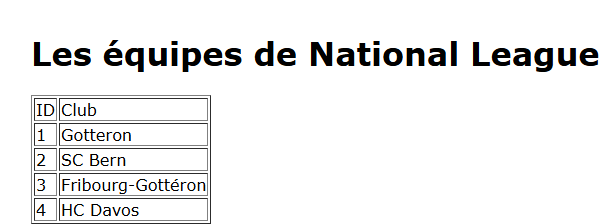 Les équipes de National League
ID Club
1 Gotteron
2 SC Bern
3 Fribourg-Gottéron
4 HC Davos